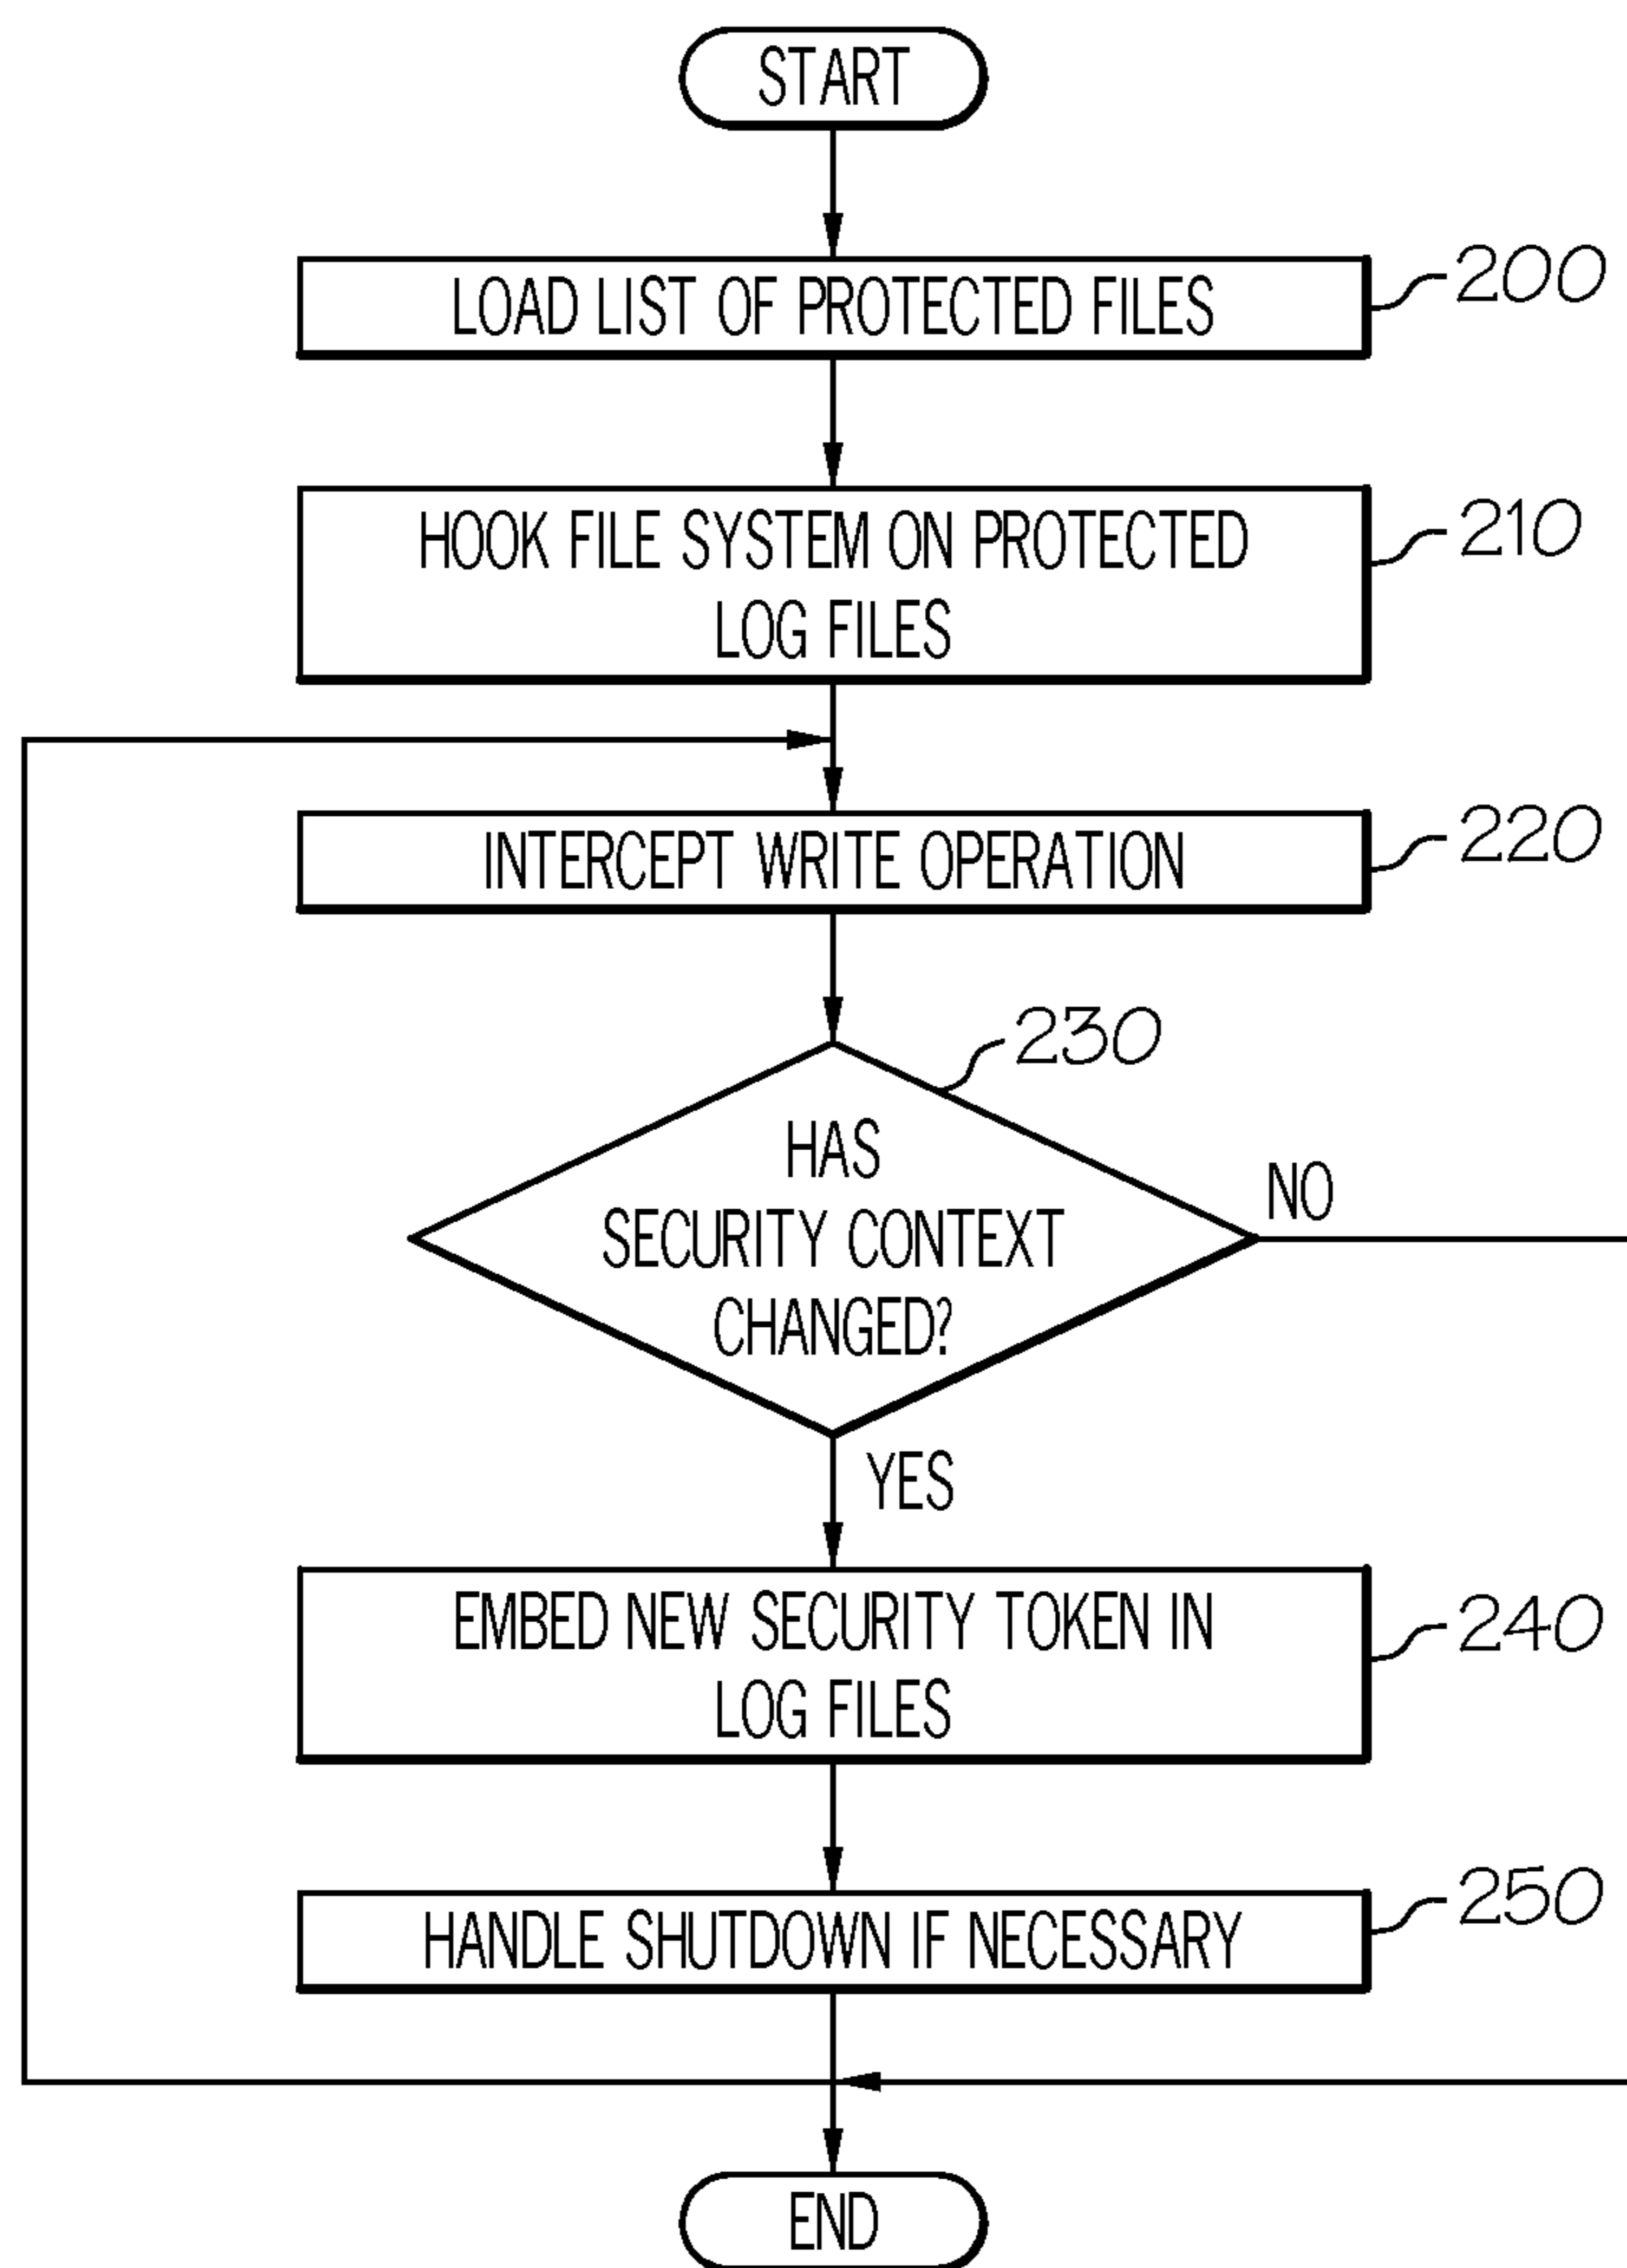 START
LOAD LIST OF PROTECTED FILES
200
HOOK FILE SYSTEM ON PROTECTED
LOG FILES
210
INTERCEPT WRITE OPERATION
220
230
HAS
SECURITY CONTEXT
CHANGED?
NO
YES
EMBED NEW SECURITY TOKEN IN
LOG FILES
240
HANDLE SHUTDOWN IF NECESSARY
250
END